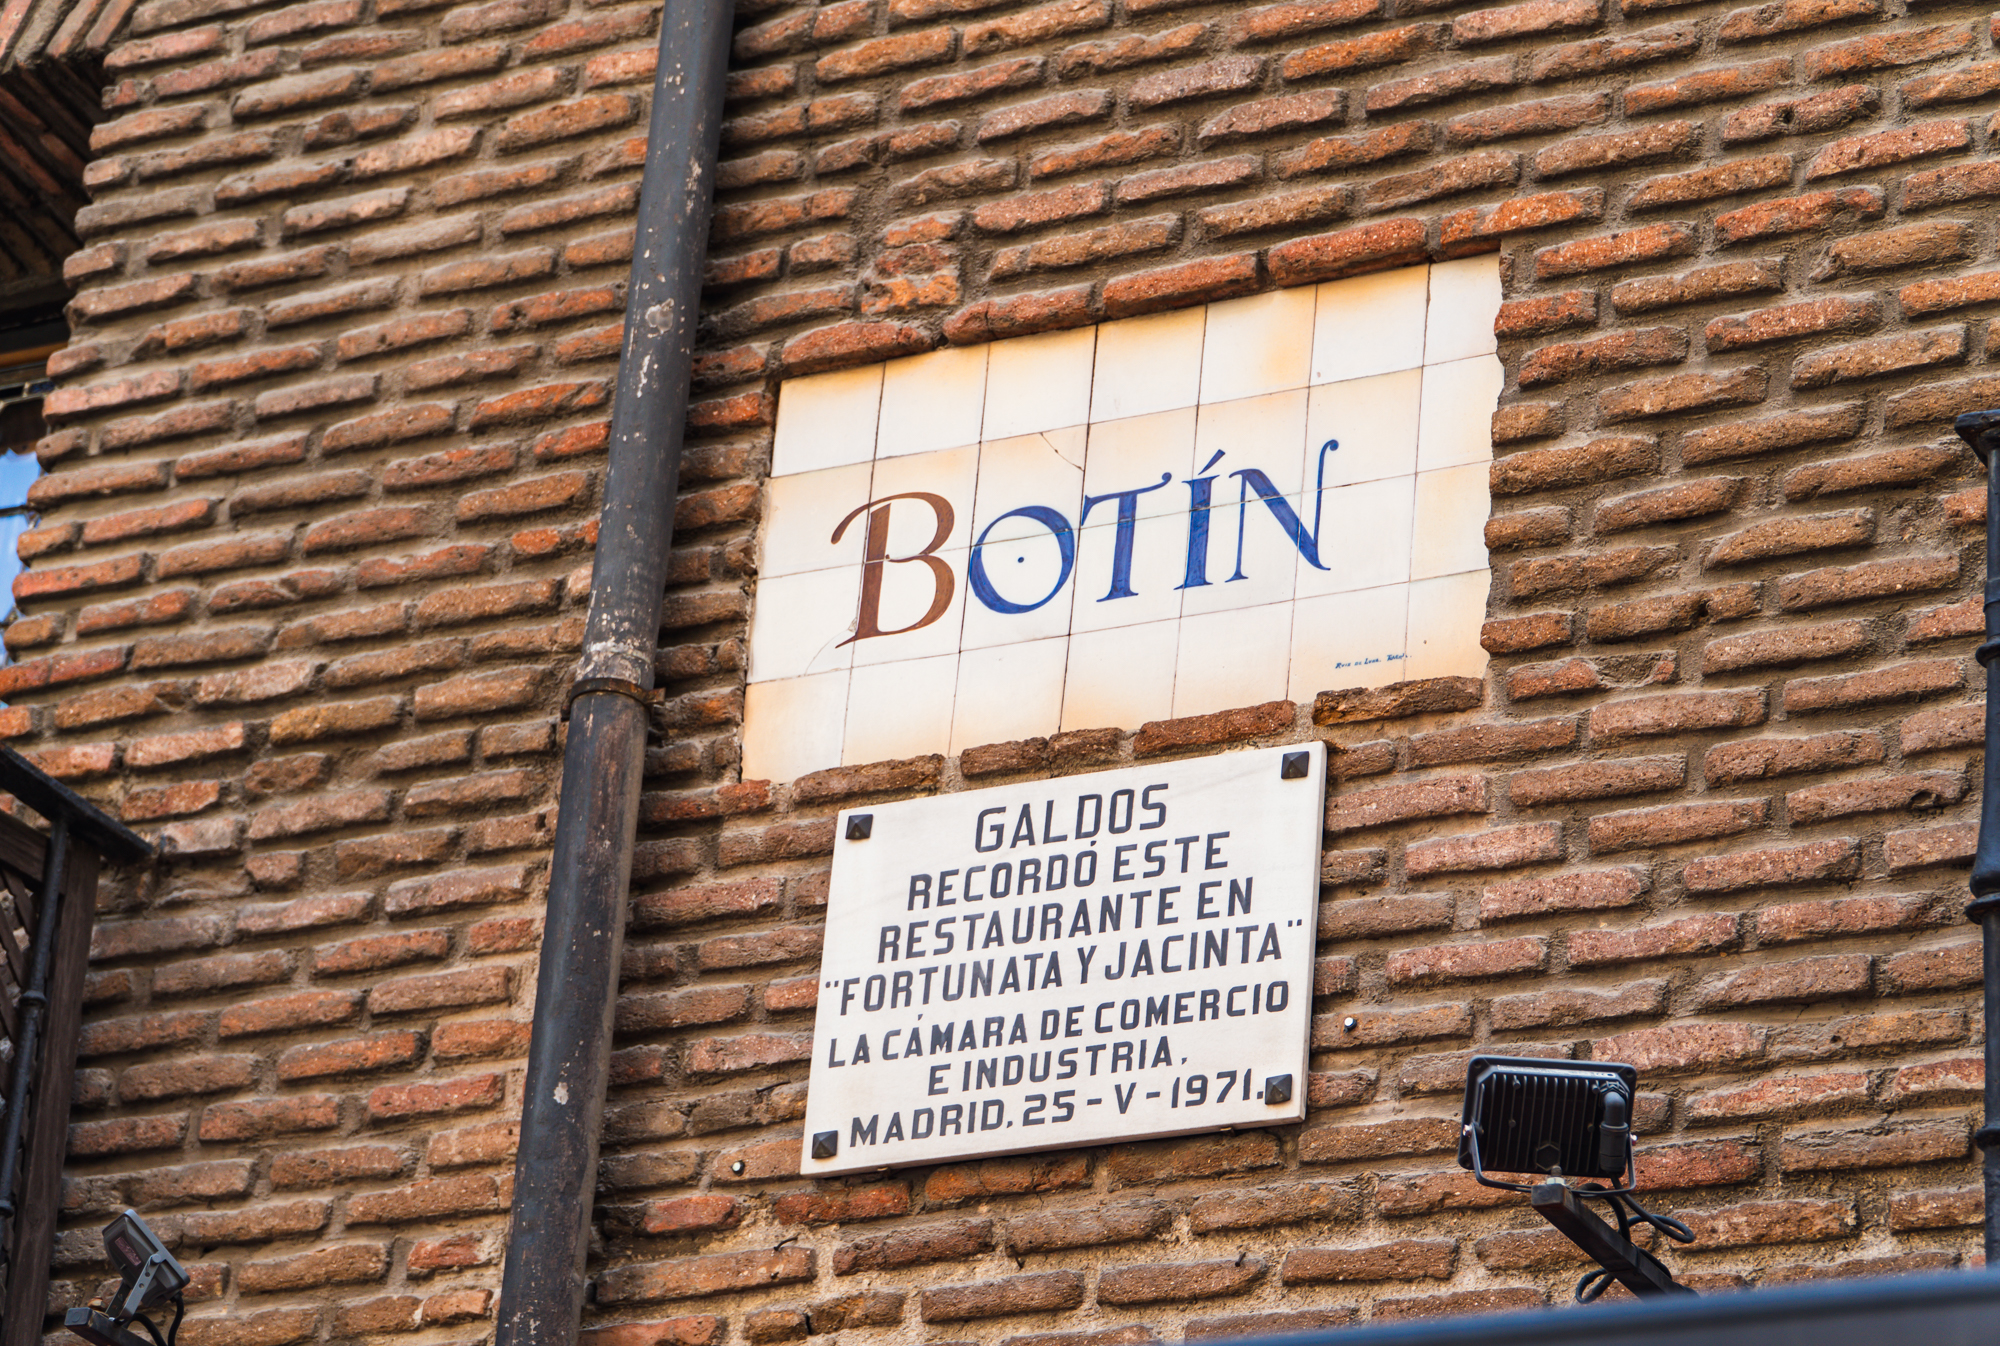 BOTÍN
GALDOS
RECORDÓ ESTE
RESTAURANTE EN
"FORTUNATA Y JACINTA"
LA CÁMARA DE COMERCIO
E INDUSTRIA,
MADRID, 25-V-1971.